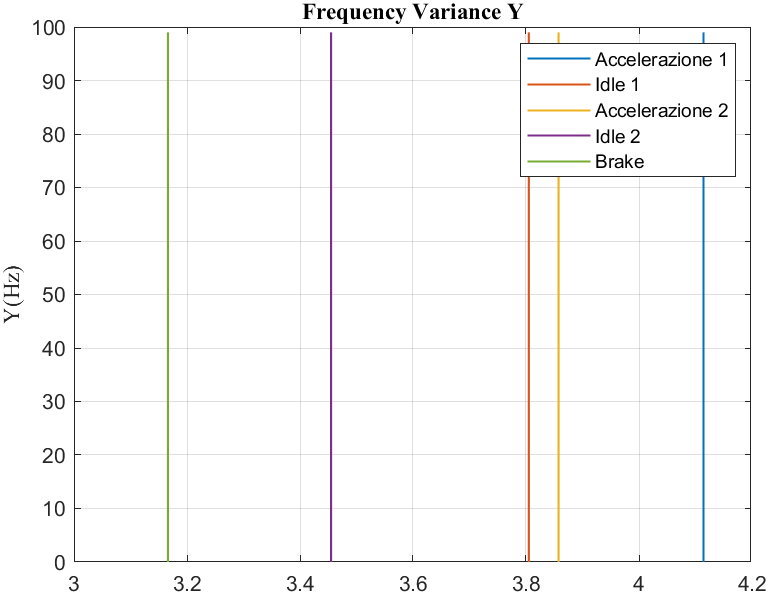 Frequency Variance Y
100
90
80
70
60
50
40
30
20
10
0
Y(Hz)
Accelerazione 1
Idle 1
Accelerazione 2
Idle 2
Brake
3
3.2
3.4
3.6
3.8
4
4.2